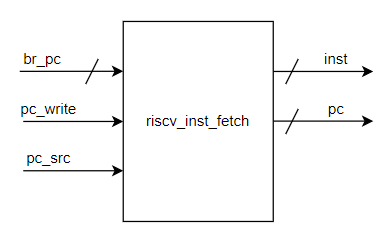 br_pc
inst
pc_write
riscv_inst_fetch
pc
pc_src